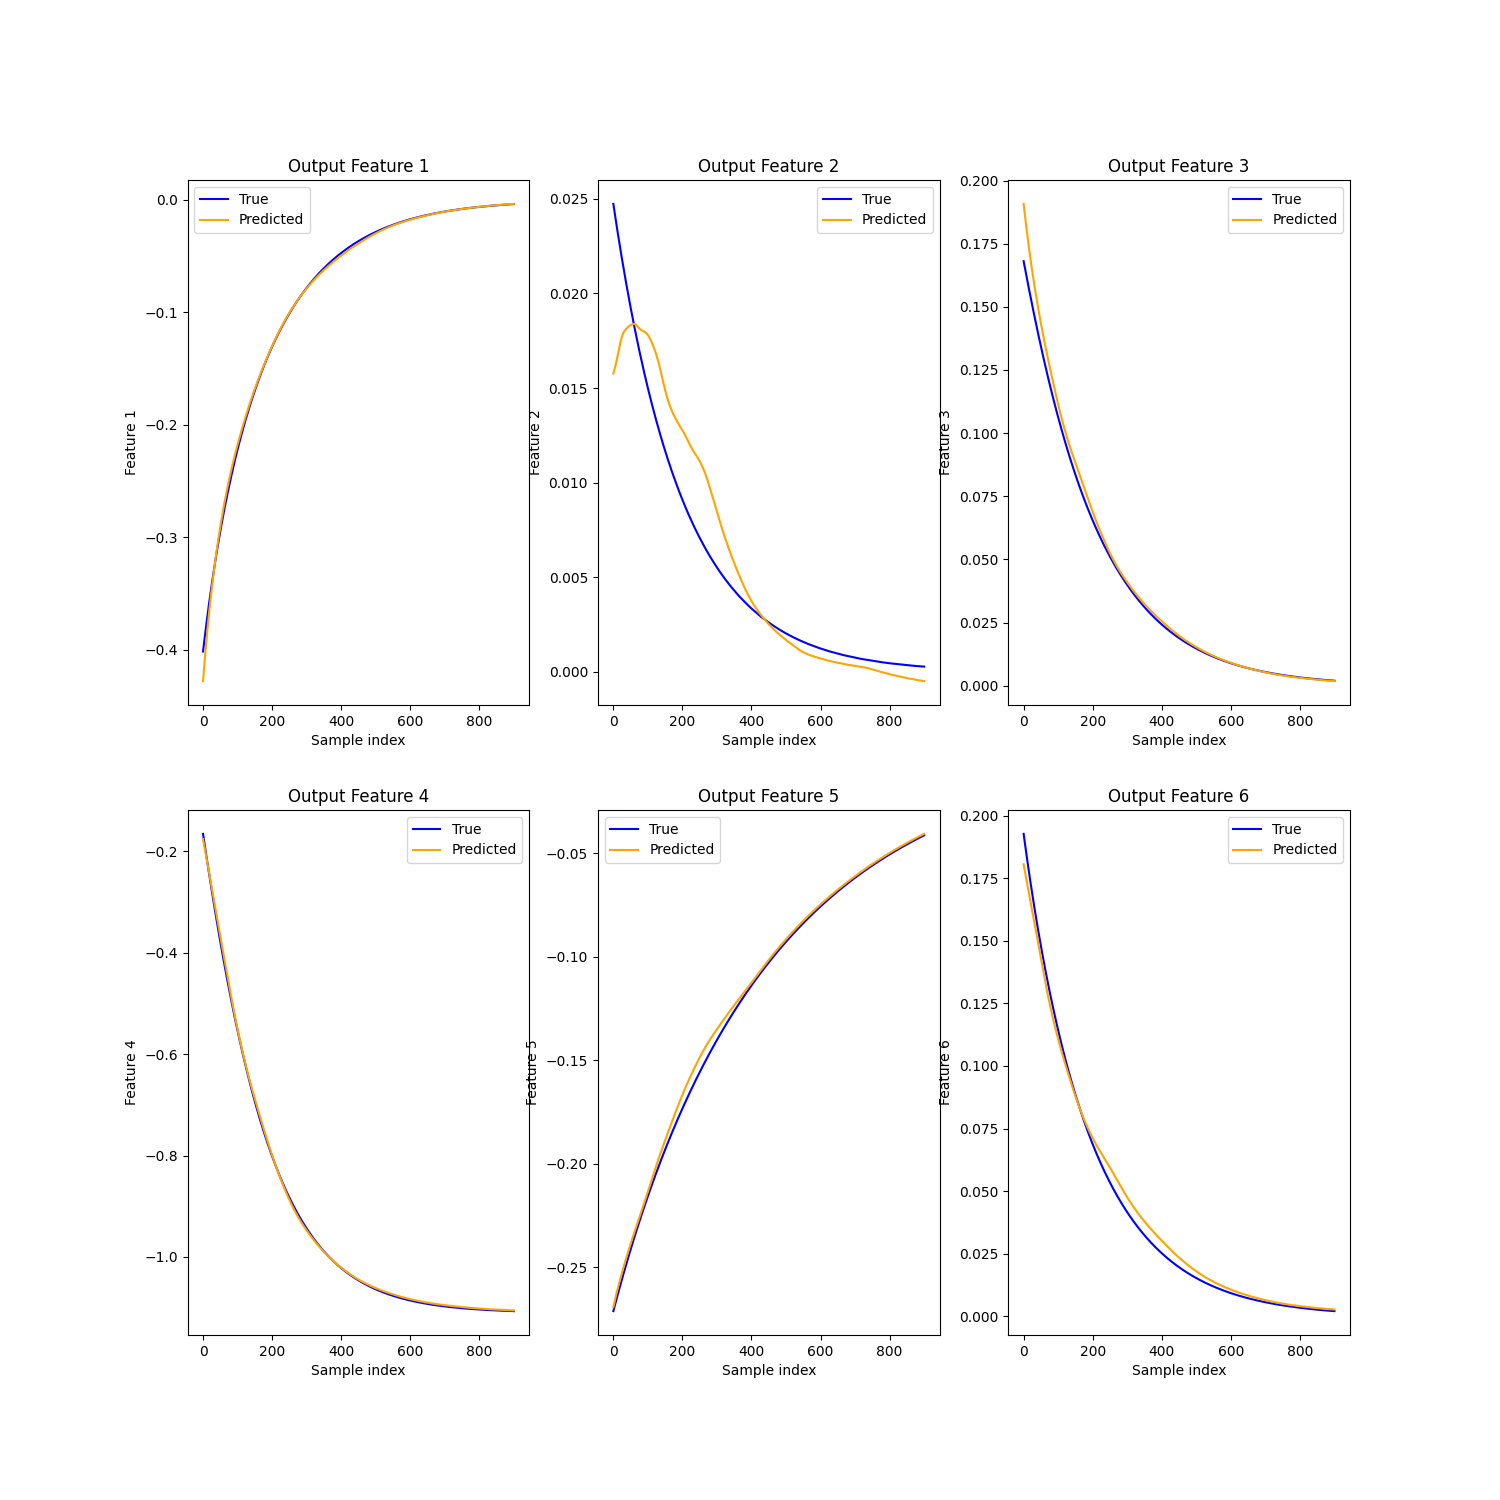 Output Feature 1
Output Feature 2
Output Feature 3
0.0
−0.1
−0.2
−0.3
−0.4
Feature 1
True
Predicted
0 200 400 600 800
Sample index
0.025
0.020
0.015
0.010
0.005
0.000
Feature 2
True
Predicted
0 200 400 600 800
Sample index
0.200
0.175
0.150
0.125
0.100
0.075
0.050
0.025
0.000
Feature 3
True
Predicted
0 200 400 600 800
Sample index
Output Feature 4
Output Feature 5
Output Feature 6
−0.2
−0.4
−0.6
−0.8
−1.0
Feature 4
True
Predicted
0 200 400 600 800
Sample index
−0.05
−0.10
−0.15
−0.20
−0.25
Feature 5
True
Predicted
0 200 400 600 800
Sample index
0.200
0.175
0.150
0.125
0.100
0.075
0.050
0.025
0.000
Feature 6
True
Predicted
0 200 400 600 800
Sample index